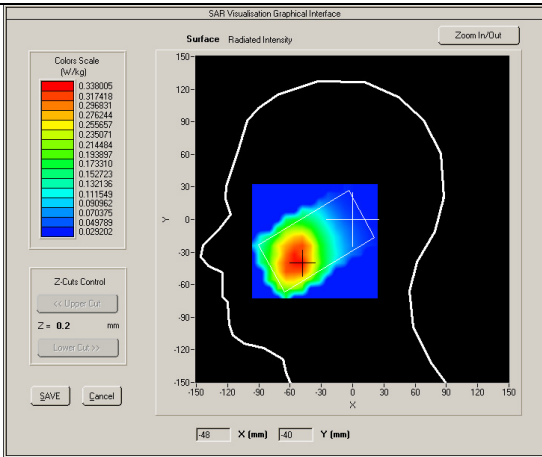 SAR Visualisation Graphical Interface
Surface Radiated Intensity
Zoom In/Out
Colors Scale
(W/kg)
0.338005
0.317418
0.296831
0.276244
0.255657
0.235071
0.214484
0.193897
0.173310
0.152723
0.132136
0.111549
0.090962
0.070375
0.049789
0.029202
Z-Cuts Control
<< Upper Cut
Z = 0.2 mm
Lower Cut >>
SAVE Cancel
150
120
90
60
30
Y 0
-30
-60
-90
-120
-150
-150 -120 -90 -60 -30 0 30 60 90 120 150
X
-48 X (mm) -40 Y (mm)